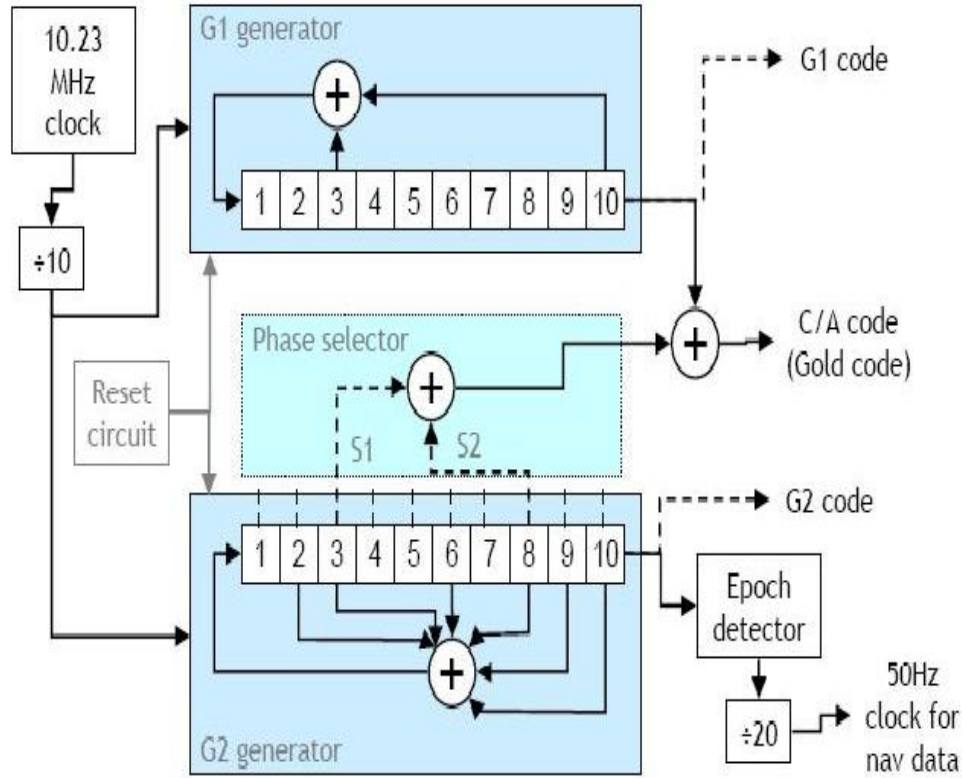 10.23
MHz
clock
÷10
G1 generator
+
1 2 3 4 5 6 7 8 9 10
G1 code
Phase selector
+
S1
S2
+
C/A code
(Gold code)
Reset
circuit
1 2 3 4 5 6 7 8 9 10
+
G2 generator
G2 code
Epoch
detector
÷20
50Hz
clock for
nav data